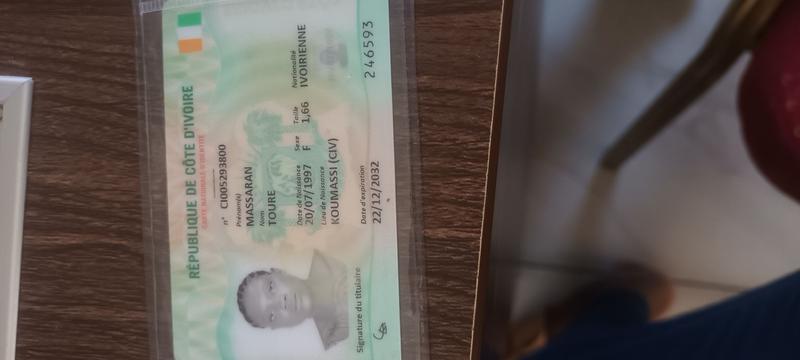 RÉPUBLIQUE DE CÔTE D'IVOIRE
CARTE NATIONALE D'IDENTITÉ
n° CI005293800
Prénom(s)
MASSARAN
Nom
TOURE
Date de Naissance Sexe Taille Nationalité
20/07/1997 F 1,66 IVOIRIENNE
Lieu de Naissance
KOUMASSI (CIV)
Date d'expiration
22/12/2032
246593
Signature du titulaire